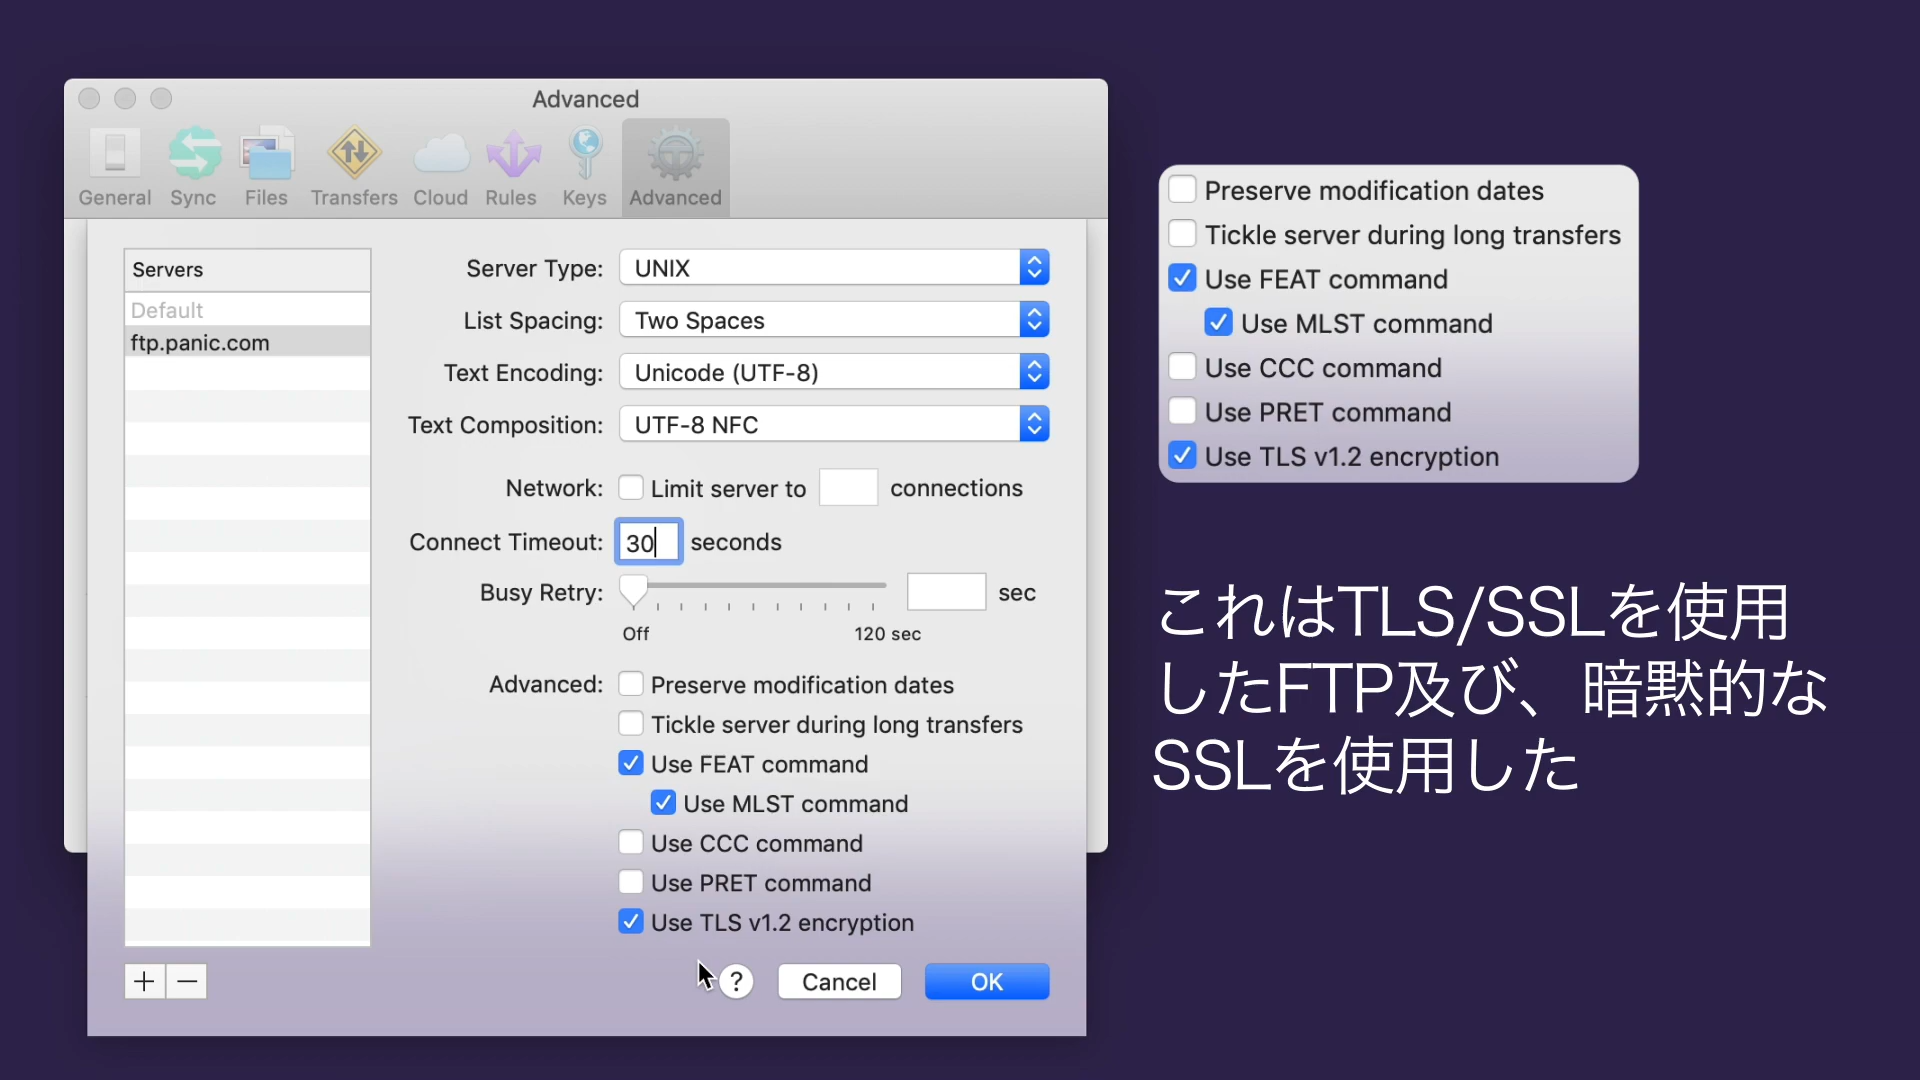 Advanced
General
Sync
Files
Transfers
Cloud
Rules
Keys
Advanced
Servers
Default
ftp.panic.com
Server Type: UNIX
List Spacing: Two Spaces
Text Encoding: Unicode (UTF-8)
Text Composition: UTF-8 NFC
Network: Limit server to connections
Connect Timeout: 30 seconds
Busy Retry: sec
Off 120 sec
Advanced: Preserve modification dates
Tickle server during long transfers
Use FEAT command
Use MLST command
Use CCC command
Use PRET command
Use TLS v1.2 encryption
? Cancel OK
Preserve modification dates
Tickle server during long transfers
Use FEAT command
Use MLST command
Use CCC command
Use PRET command
Use TLS v1.2 encryption
これはTLS/SSLを使用
したFTP及び、暗黙的な
SSLを使用した